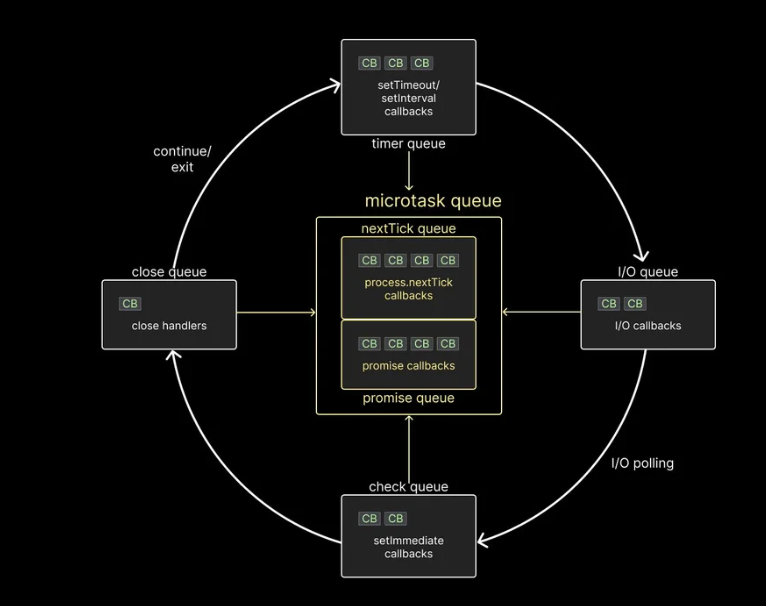 CB CB CB
setTimeout/
setInterval
callbacks
timer queue
continue/
exit
microtask queue
nextTick queue
CB CB CB CB
process.nextTick
callbacks
CB CB CB CB
promise callbacks
promise queue
close queue
CB
close handlers
I/O queue
CB CB
I/O callbacks
I/O polling
check queue
CB CB
setImmediate
callbacks